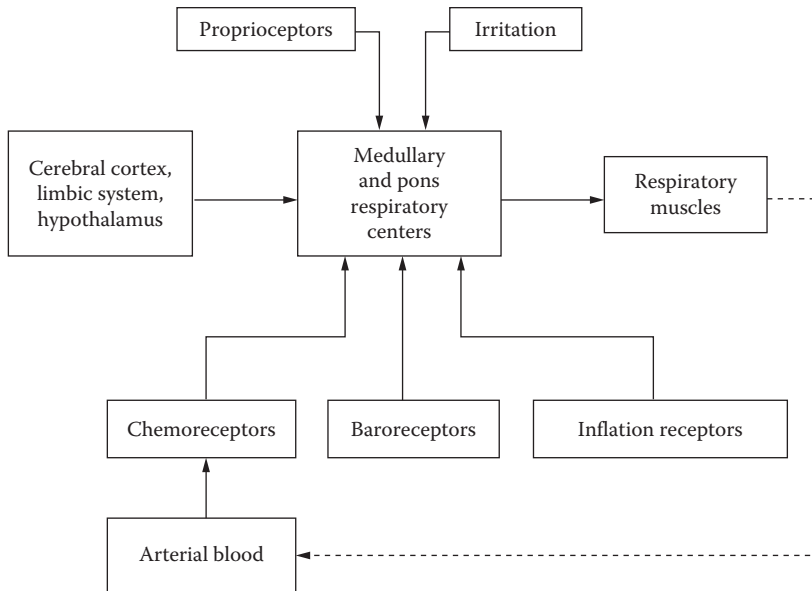 Proprioceptors
Irritation
Cerebral cortex,
limbic system,
hypothalamus
Medullary
and pons
respiratory
centers
Respiratory
muscles
Chemoreceptors
Baroreceptors
Inflation receptors
Arterial blood